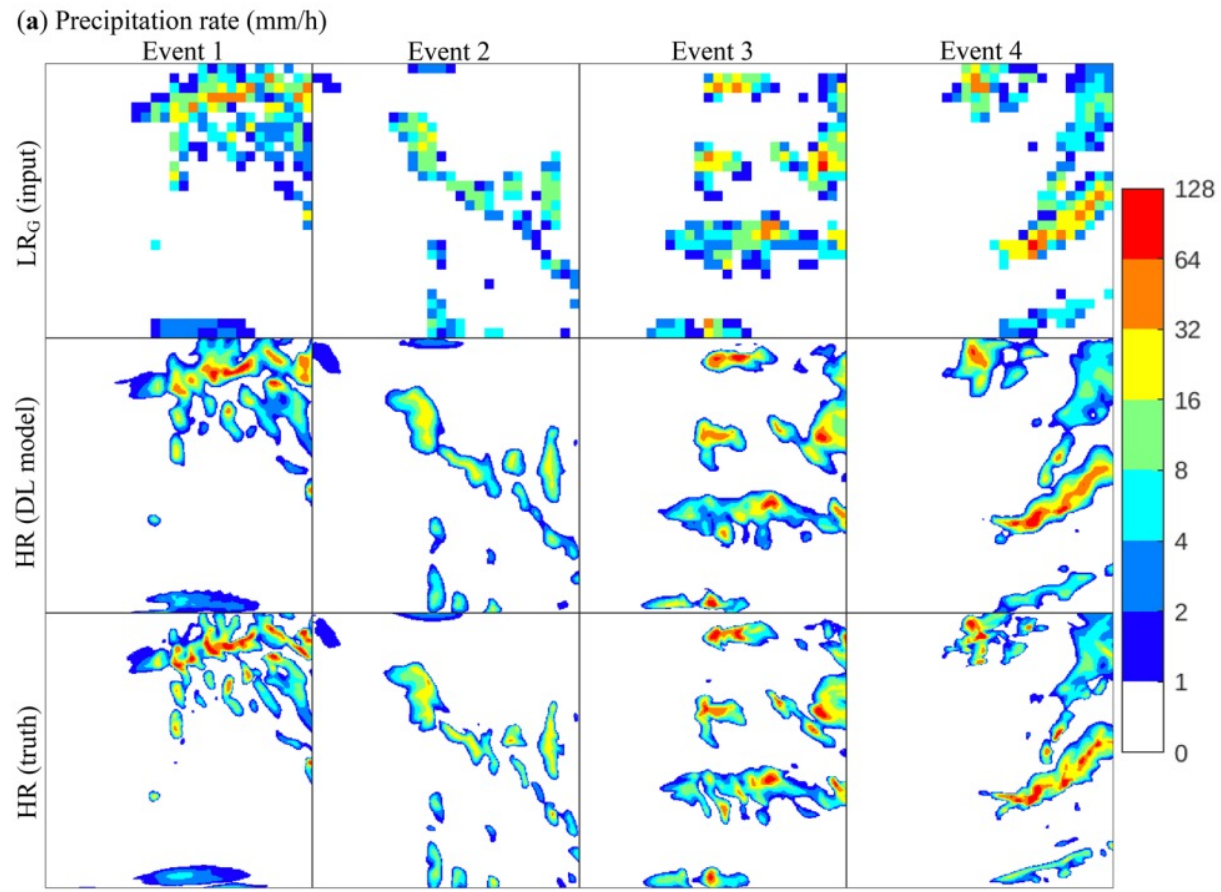 (a) Precipitation rate (mm/h)
Event 1
Event 2
Event 3
Event 4
LRG (input)
HR (DL model)
HR (truth)
128
64
32
16
8
4
2
1
0